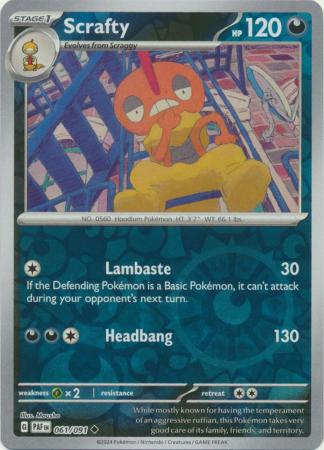 STAGE 1
Scrafty
HP 120
Evolves from Scraggy
NO. 0560 Hoodlum Pokémon HT: 3'7" WT: 66.1 lbs.
Lambaste 30
If the Defending Pokémon is a Basic Pokémon, it can't attack
during your opponent's next turn.
Headbang 130
weakness ×2 resistance retreat
Illus. Mousho
G PAF EN 061/091
While mostly known for having the temperament
of an aggressive ruffian, this Pokémon takes very
good care of its family, friends, and territory.
©2024 Pokémon / Nintendo / Creatures / GAME FREAK